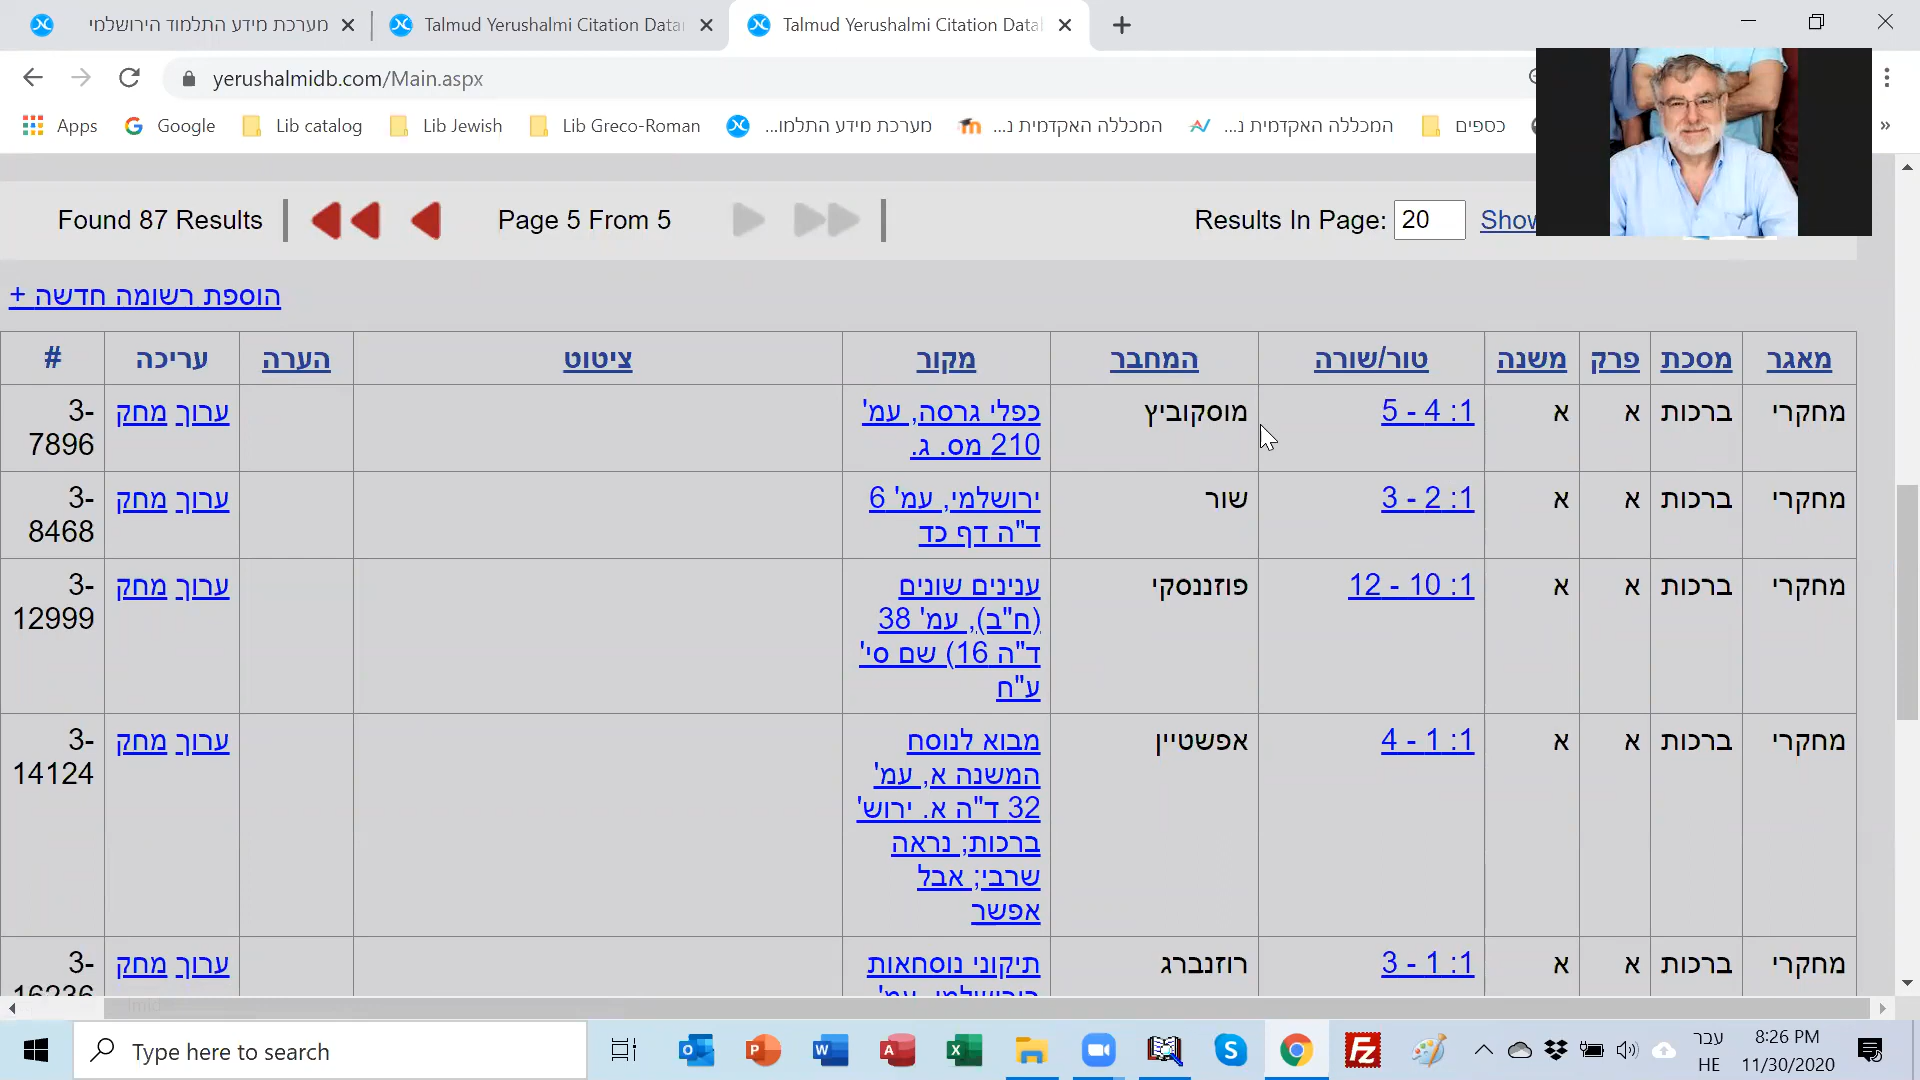 מערכת מידע התלמוד הירושלמי
Talmud Yerushalmi Citation Data
Talmud Yerushalmi Citation Data
yerushalmidb.com/Main.aspx
Apps
Google
Lib catalog
Lib Jewish
Lib Greco-Roman
מערכת מידע התלמו...
המכללה האקדמית נ...
המכללה האקדמית נ...
כספים
»
Found 87 Results
Page 5 From 5
Results In Page: 20
Show
הוספת רשומה חדשה +
מאגר מסכת פרק משנה טור/שורה המחבר מקור ציטוט הערה עריכה #
מחקרי ברכות א א 1: 4 - 5 מוסקוביץ כפלי גרסה, עמ' ערוך מחק 3-
210 מס. ג. 7896
מחקרי ברכות א א 1: 2 - 3 שור ירושלמי, עמ' 6 ערוך מחק 3-
ד"ה דף כד 8468
מחקרי ברכות א א 1: 10 - 12 פוזננסקי ענינים שונים ערוך מחק 3-
(ח"ב), עמ' 38 12999
ד"ה 16) שם סי'
ע"ח
מחקרי ברכות א א 1: 1 - 4 אפשטיין מבוא לנוסח ערוך מחק 3-
המשנה א, עמ' 14124
32 ד"ה א. ירוש'
ברכות; נראה
שרבי; אבל
אפשר
מחקרי ברכות א א 1: 1 - 3 רוזנברג תיקוני נוסחאות ערוך מחק 3-
16236
Type here to search
עבר
HE
8:26 PM
11/30/2020